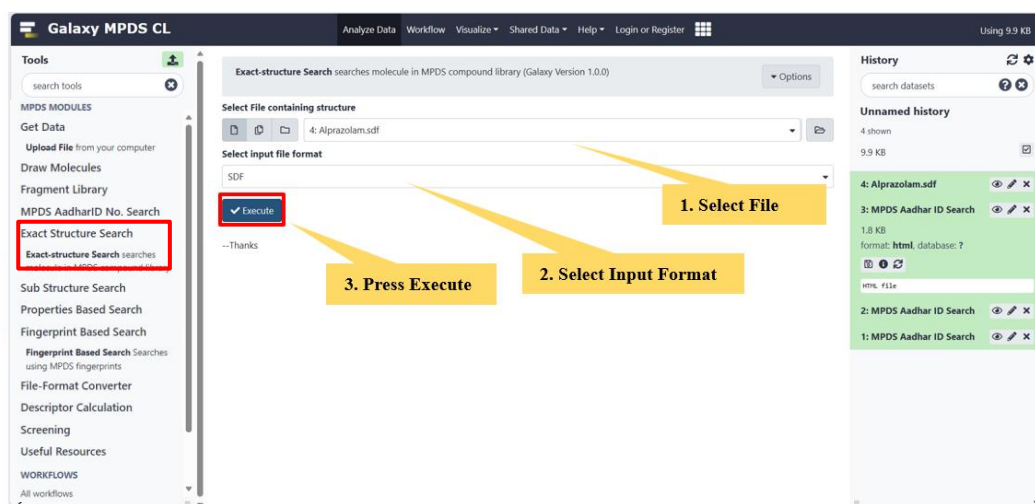 Galaxy MPDS CL
Analyze Data Workflow Visualize Shared Data Help Login or Register
Using 9.9 KB
Tools
search tools
MPDS MODULES
Get Data
Upload File from your computer
Draw Molecules
Fragment Library
MPDS AadharID No. Search
Exact Structure Search
Exact-structure Search searches
molecule in MPDS compound library
Sub Structure Search
Properties Based Search
Fingerprint Based Search
Fingerprint Based Search Searches
using MPDS fingerprints
File-Format Converter
Descriptor Calculation
Screening
Useful Resources
WORKFLOWS
All workflows
Exact-structure Search searches molecule in MPDS compound library (Galaxy Version 1.0.0)
Options
Select File containing structure
4: Alprazolam.sdf
Select input file format
SDF
Execute
--Thanks
1. Select File
2. Select Input Format
3. Press Execute
History
search datasets
Unnamed history
4 shown
9.9 KB
4: Alprazolam.sdf
3: MPDS Aadhar ID Search
1.8 KB
format: html, database: ?
HTML file
2: MPDS Aadhar ID Search
1: MPDS Aadhar ID Search